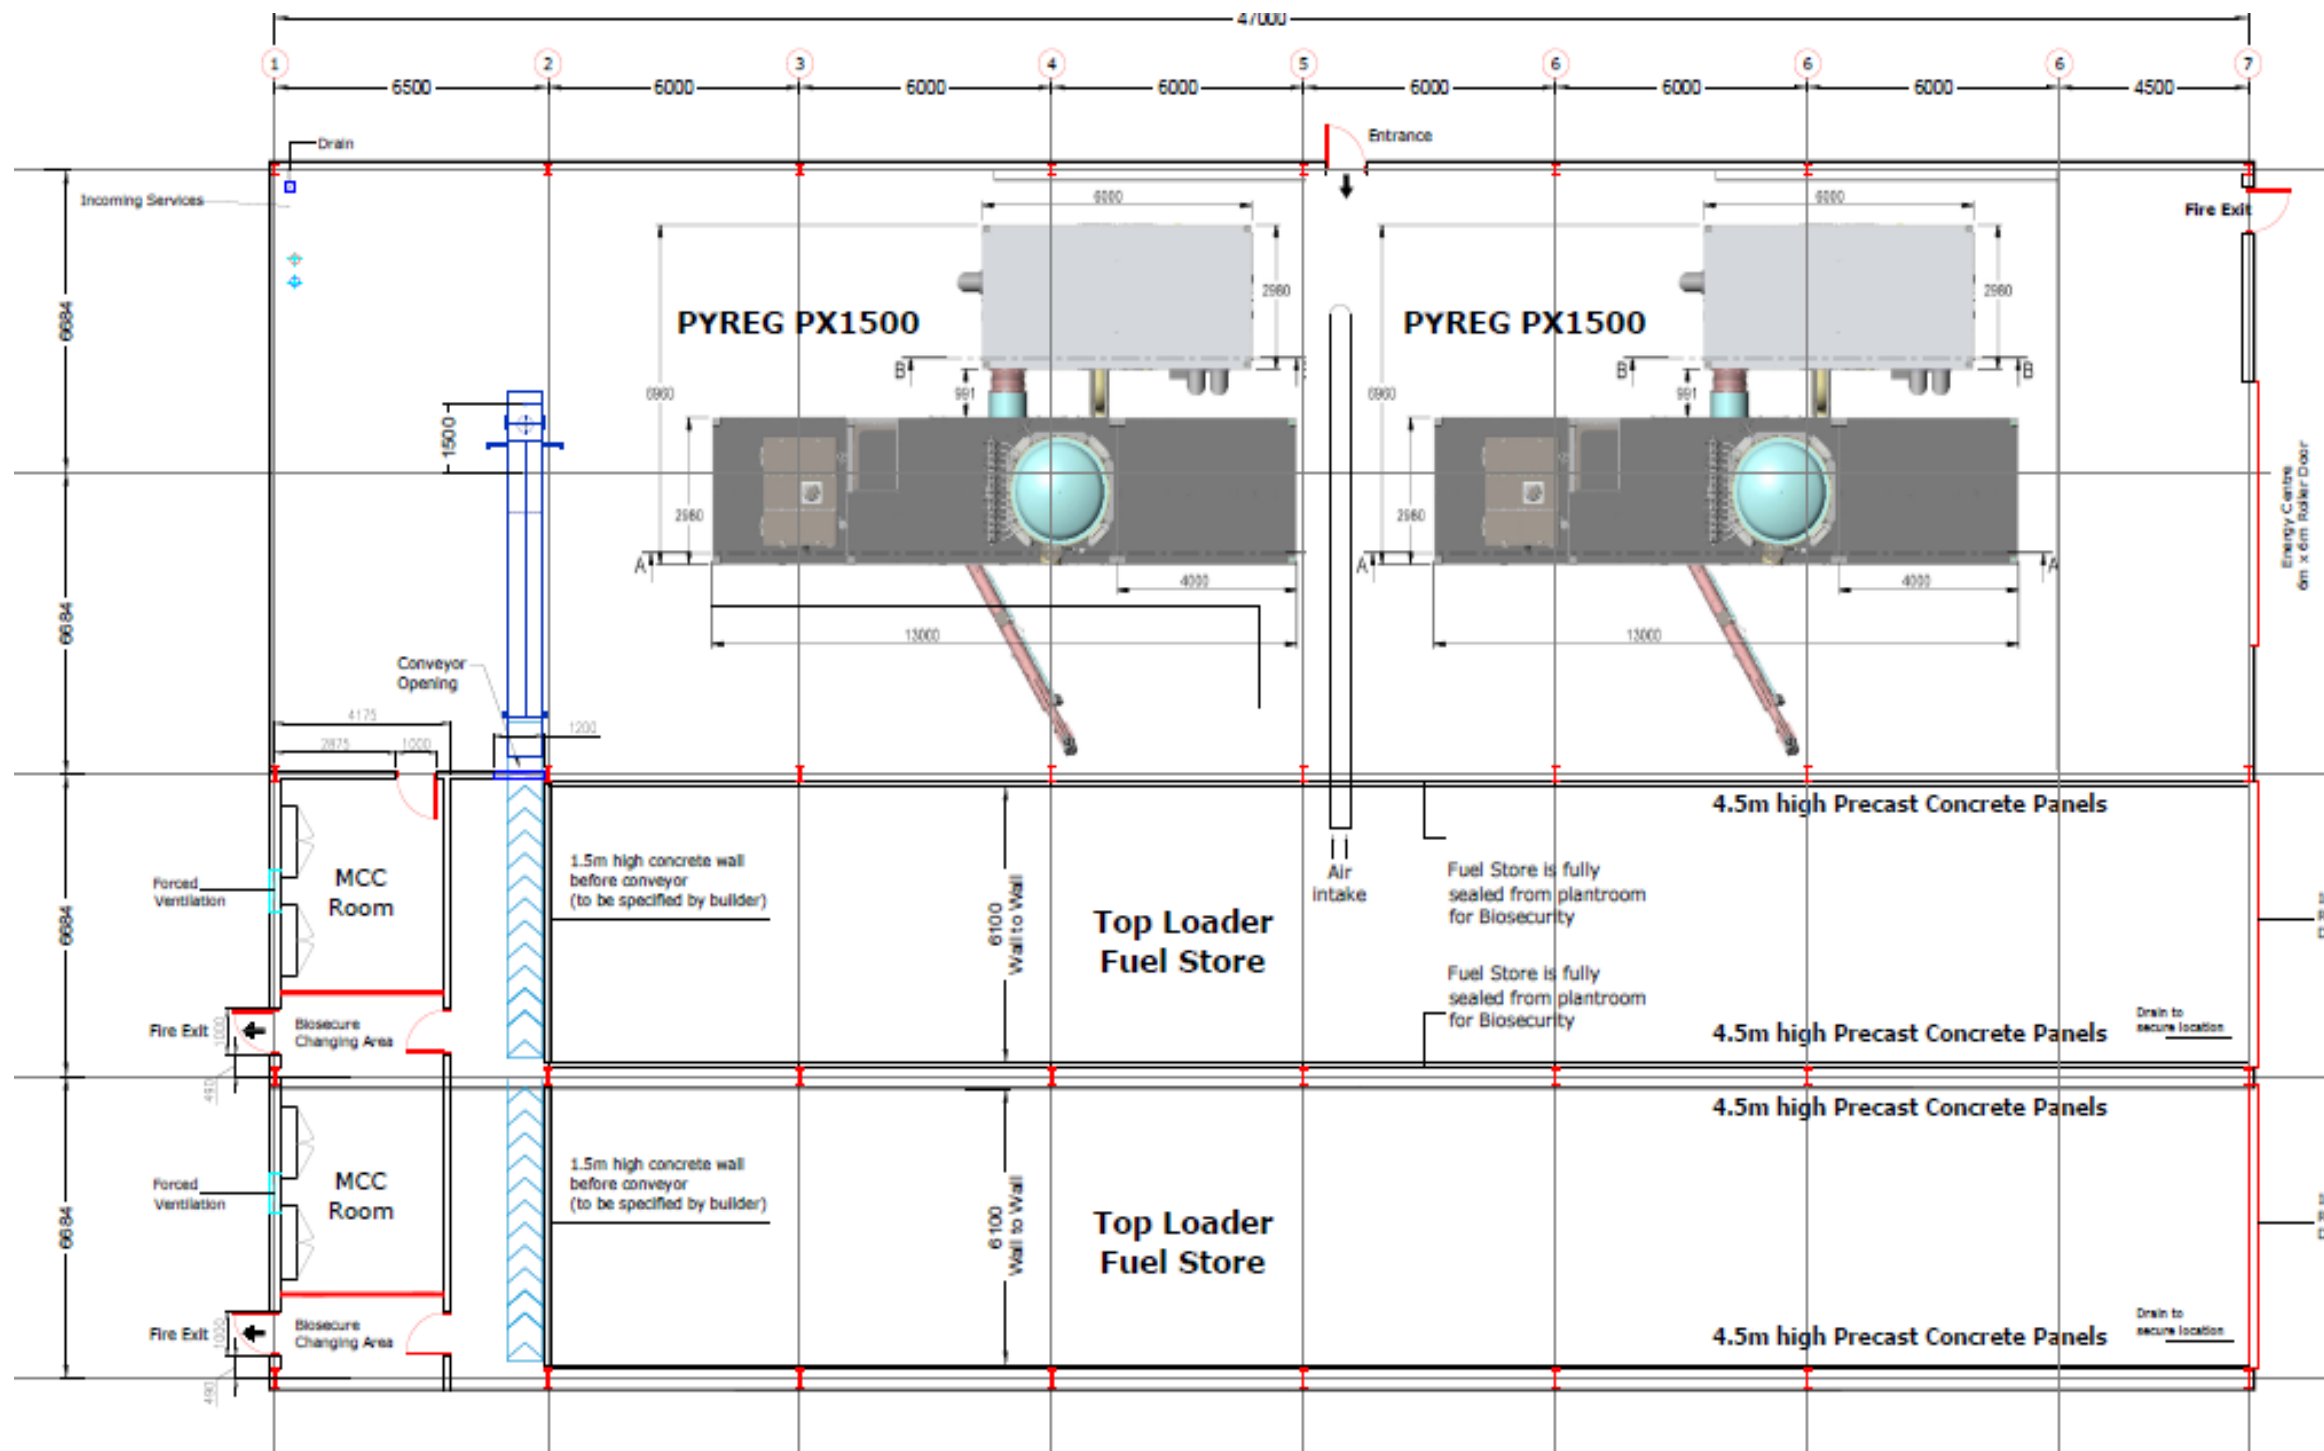 47000
1
2
3
4
5
6
6
6
7
6500
6000
6000
6000
6000
6000
6000
4500
Drain
Entrance
Incoming Services
Fire Exit
6000
6000
2980
2980
PYREG PX1500
PYREG PX1500
6684
B
B
B
991
991
6960
6960
1500
2980
2980
A
A
A
4000
4000
13000
13000
Energy Centre
6m x 6m Roller Door
6684
Conveyor
Opening
4175
2875
1000
1200
4.5m high Precast Concrete Panels
MCC
Room
1.5m high concrete wall
before conveyor
(to be specified by builder)
Forced
Ventilation
6684
6100
Wall to Wall
Top Loader
Fuel Store
Air
intake
Fuel Store is fully
sealed from plantroom
for Biosecurity
Fuel Store is fully
sealed from plantroom
for Biosecurity
Fire Exit
1000
Biosecure
Changing Area
490
Drain to
secure location
4.5m high Precast Concrete Panels
4.5m high Precast Concrete Panels
MCC
Room
1.5m high concrete wall
before conveyor
(to be specified by builder)
Forced
Ventilation
6684
6100
Wall to Wall
Top Loader
Fuel Store
Fire Exit
1000
Biosecure
Changing Area
490
Drain to
secure location
4.5m high Precast Concrete Panels